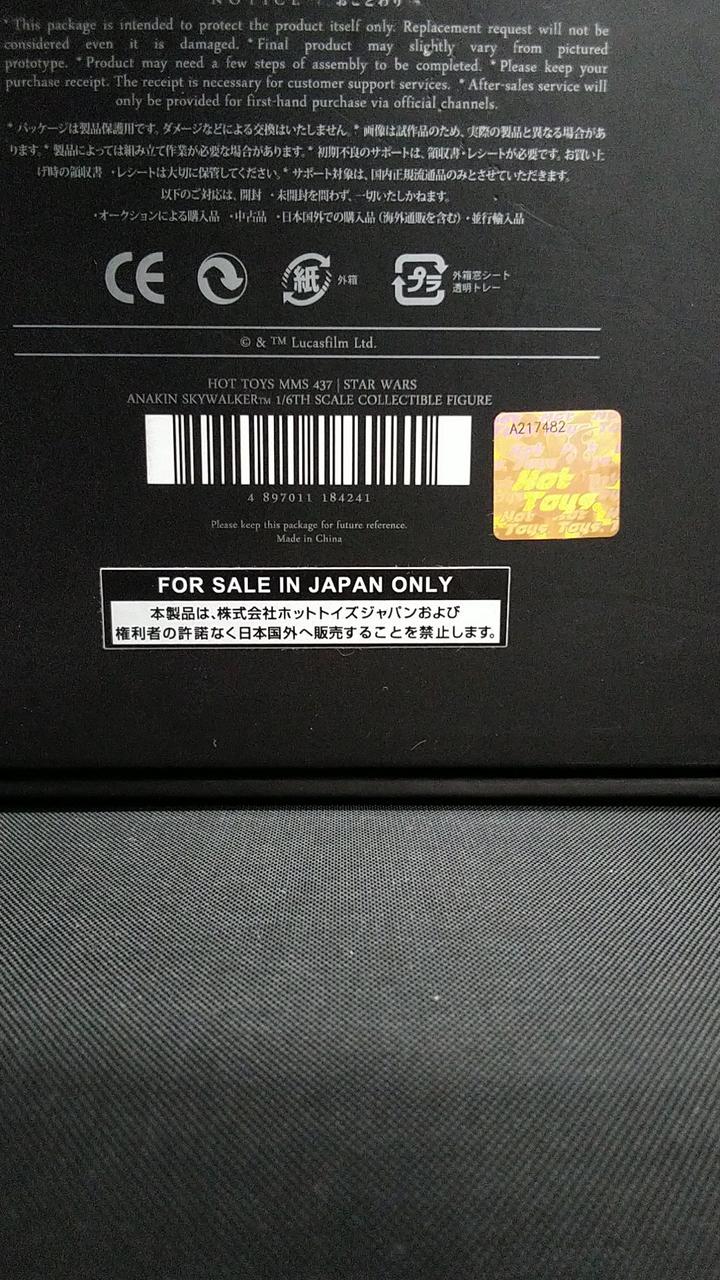 NOTICE / おことわり
* This package is intended to protect the product itself only. Replacement request will not be
considered even it is damaged. * Final product may slightly vary from pictured
prototype. * Product may need a few steps of assembly to be completed. * Please keep your
purchase receipt. The receipt is necessary for customer support services. * After-sales service will
only be provided for first-hand purchase via official channels.
* パッケージは製品保護用です。ダメージなどによる交換はいたしません。* 画像は試作品のため、実際の製品と異なる場合があ
ります。* 製品によっては組み立て作業が必要な場合があります。* 初期不良のサポートは、領収書・レシートが必要です。お買い上
げ時の領収書・レシートは大切に保管してください。* サポート対象は、国内正規流通品のみとさせていただきます。
以下のご対応は、開封・未開封を問わず、一切いたしかねます。
・オークションによる購入品 ・中古品 ・日本国外での購入品（海外通販を含む）・並行輸入品
CE 紙 外箱 プラ 外箱窓シート
透明トレー
© & ™ Lucasfilm Ltd.
HOT TOYS MMS 437 | STAR WARS
ANAKIN SKYWALKER™ 1/6TH SCALE COLLECTIBLE FIGURE
A217482
Hot
Toys
4 897011 184241
Please keep this package for future reference.
Made in China
FOR SALE IN JAPAN ONLY
本製品は、株式会社ホットトイズジャパンおよび
権利者の許諾なく日本国外へ販売することを禁止します。